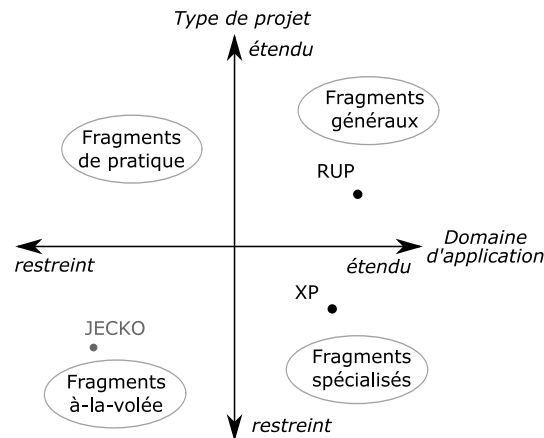 Type de projet
étendu
Fragments
généraux
Fragments
de pratique
RUP
restreint
étendu
Domaine
d'application
XP
JECKO
Fragments
spécialisés
Fragments
à-la-volée
restreint